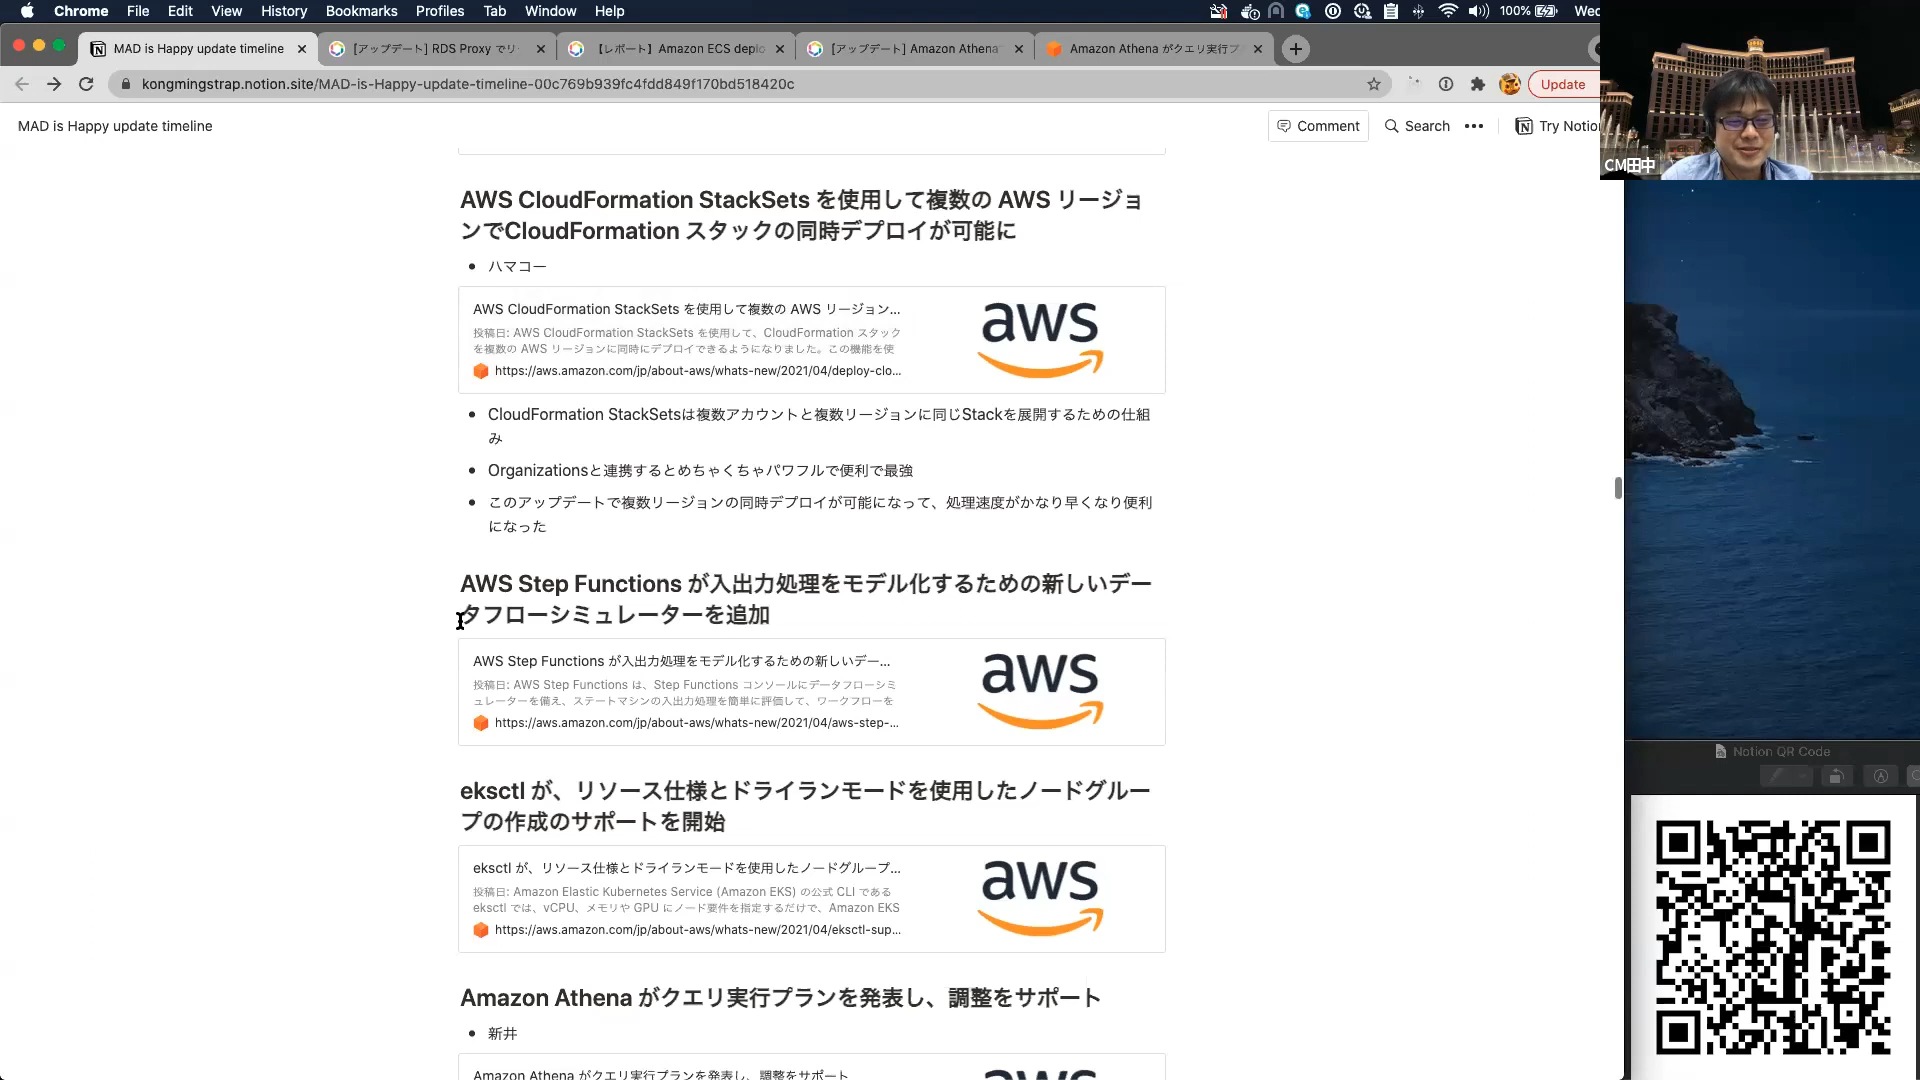 Chrome File Edit View History Bookmarks Profiles Tab Window Help 100% Wec
MAD is Happy update timeline
[アップデート] RDS Proxy でリ
【レポート】Amazon ECS deplo
[アップデート] Amazon Athena
Amazon Athena がクエリ実行プ
kongmingstrap.notion.site/MAD-is-Happy-update-timeline-00c769b939fc4fdd849f170bd518420c
Update
MAD is Happy update timeline
Comment
Search
Try Notion
CM田中
AWS CloudFormation StackSets を使用して複数の AWS リージョ
ンでCloudFormation スタックの同時デプロイが可能に
ハマコー
AWS CloudFormation StackSets を使用して複数の AWS リージョン...
投稿日: AWS CloudFormation StackSets を使用して、CloudFormation スタック
を複数の AWS リージョンに同時にデプロイできるようになりました。この機能を使
https://aws.amazon.com/jp/about-aws/whats-new/2021/04/deploy-clo...
aws
CloudFormation StackSetsは複数アカウントと複数リージョンに同じStackを展開するための仕組
み
Organizationsと連携するとめちゃくちゃパワフルで便利で最強
このアップデートで複数リージョンの同時デプロイが可能になって、処理速度がかなり早くなり便利
になった
AWS Step Functions が入出力処理をモデル化するための新しいデー
タフローシミュレーターを追加
AWS Step Functions が入出力処理をモデル化するための新しいデー...
投稿日: AWS Step Functions は、Step Functions コンソールにデータフローシミ
ュレーターを備え、ステートマシンの入出力処理を簡単に評価して、ワークフローを
https://aws.amazon.com/jp/about-aws/whats-new/2021/04/aws-step-...
aws
eksctl が、リソース仕様とドライランモードを使用したノードグルー
プの作成のサポートを開始
eksctl が、リソース仕様とドライランモードを使用したノードグループ...
投稿日: Amazon Elastic Kubernetes Service (Amazon EKS) の公式 CLI である
eksctl では、vCPU、メモリや GPU にノード要件を指定するだけで、Amazon EKS
https://aws.amazon.com/jp/about-aws/whats-new/2021/04/eksctl-sup...
aws
Amazon Athena がクエリ実行プランを発表し、調整をサポート
新井
Amazon Athena がクエリ実行プランを発表し、調整をサポート
aws
Notion QR Code